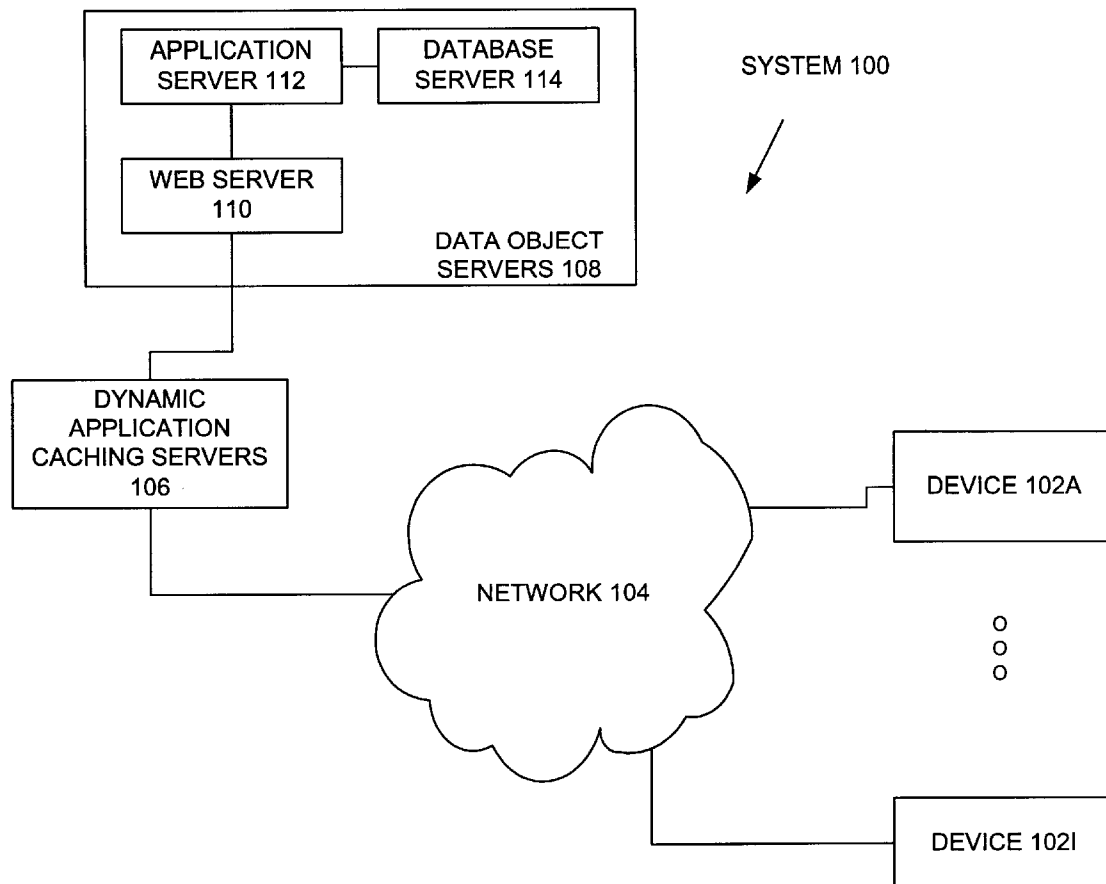 APPLICATION
SERVER 112
DATABASE
SERVER 114
SYSTEM 100
WEB SERVER
110
DATA OBJECT
SERVERS 108
DYNAMIC
APPLICATION
CACHING SERVERS
106
DEVICE 102A
NETWORK 104
O
O
O
DEVICE 102I